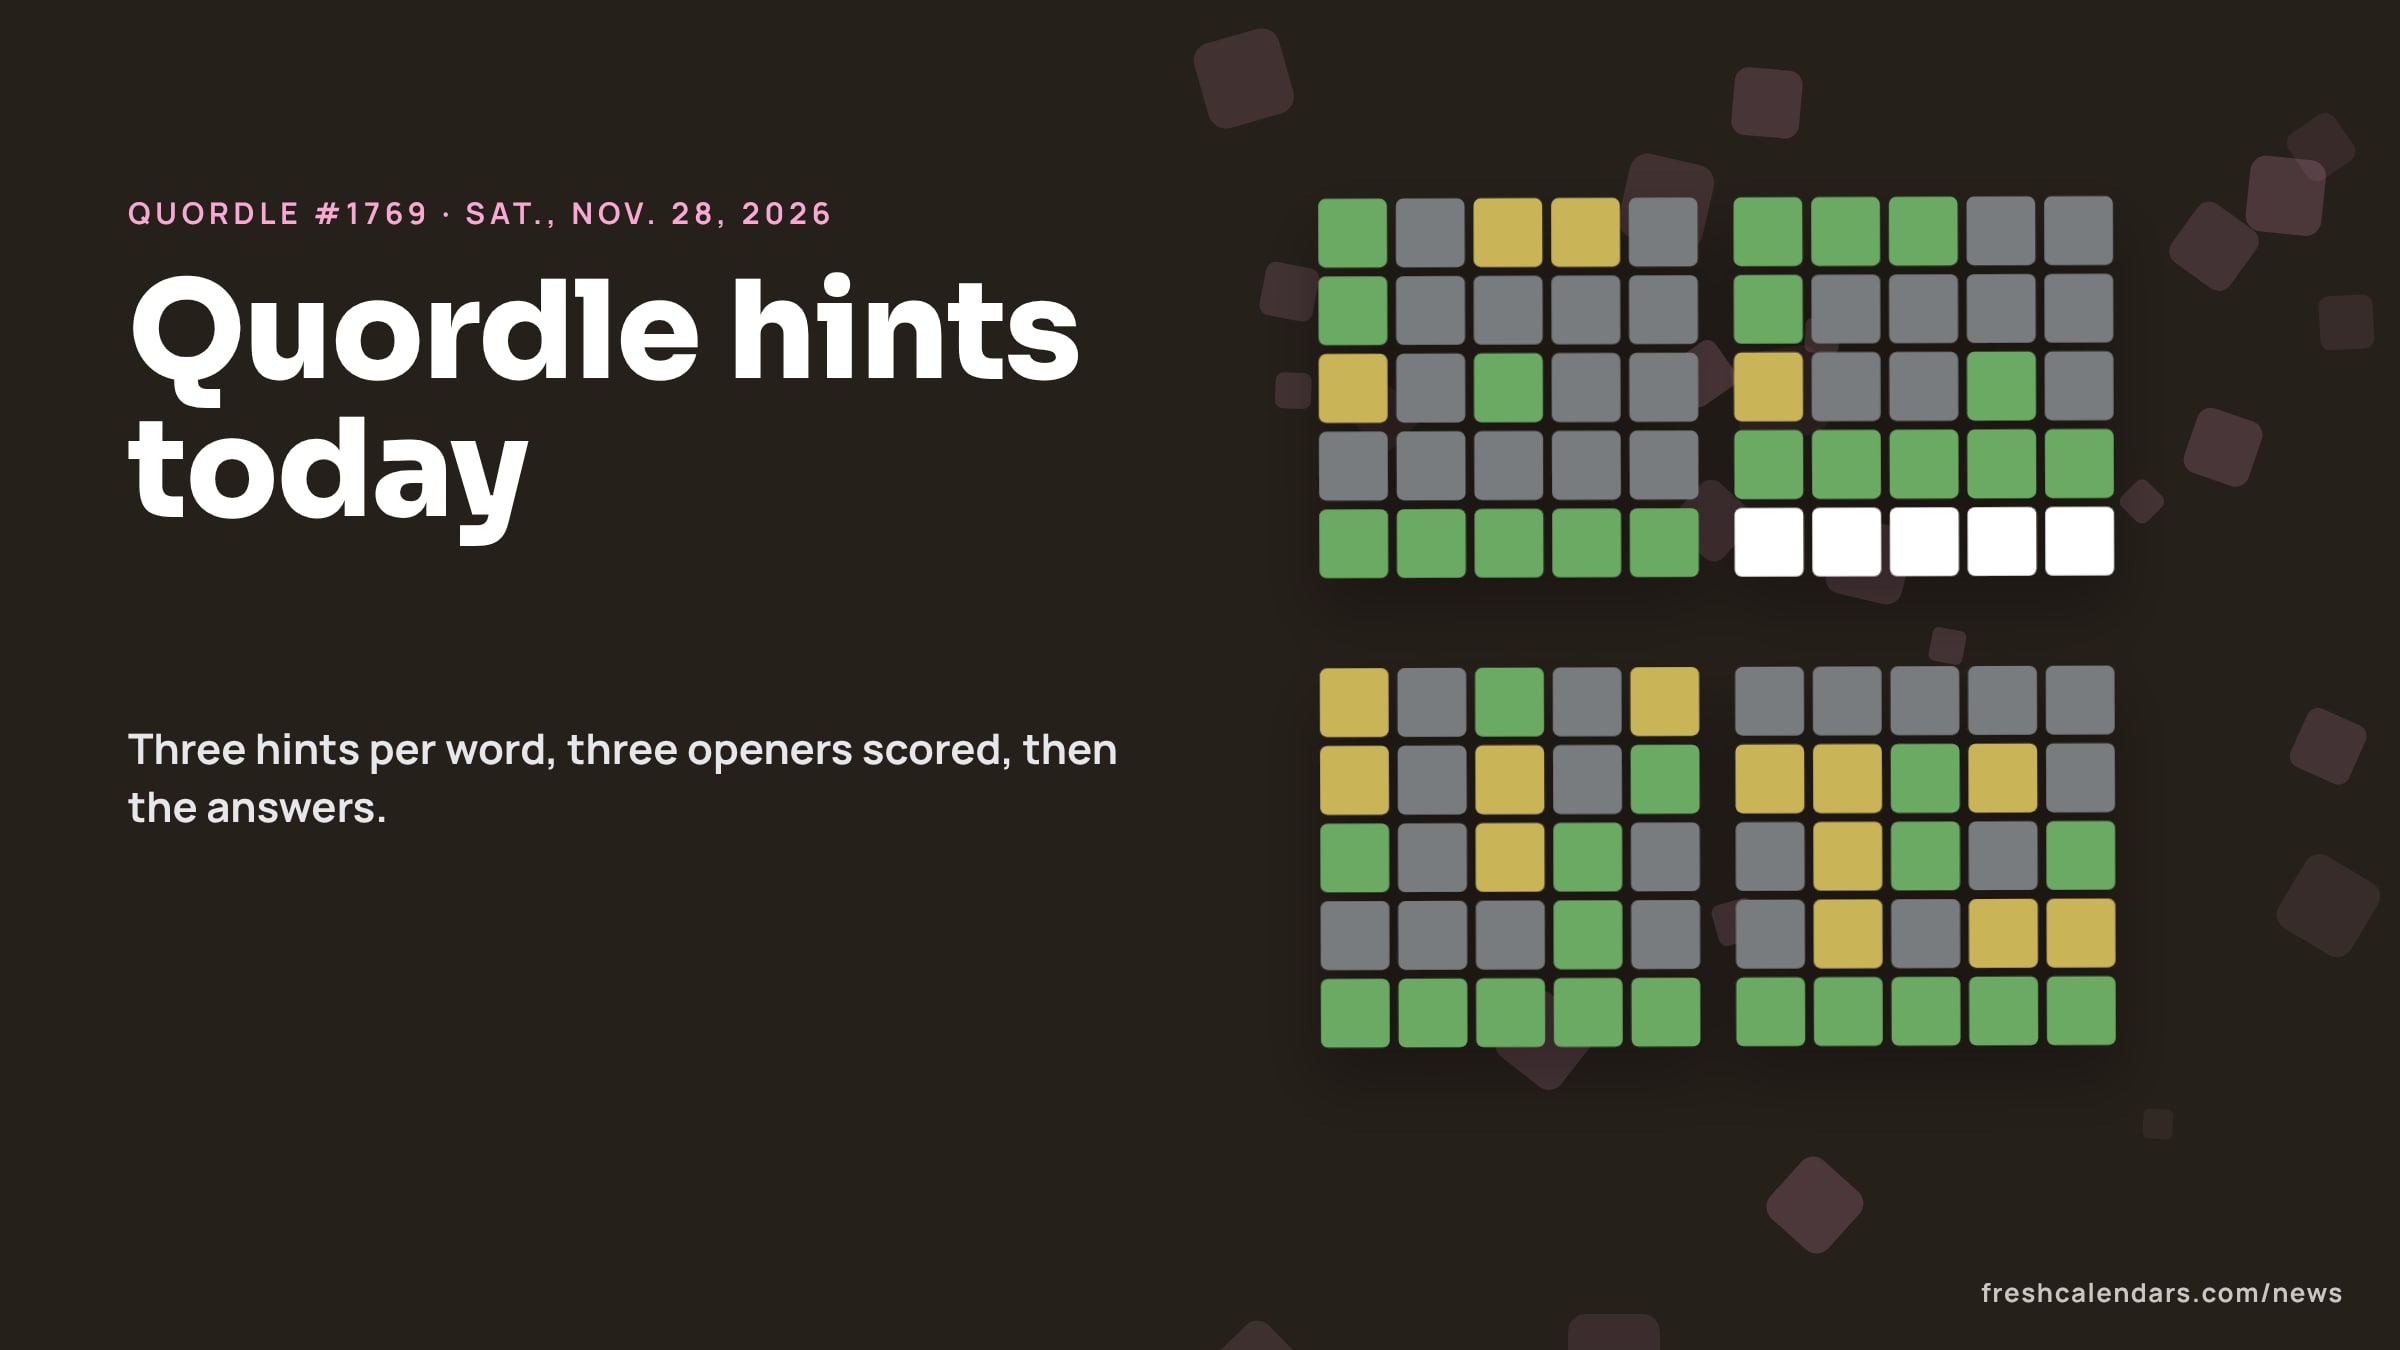 QUORDLE #1769 · SAT., NOV. 28, 2026
Quordle hints
today
Three hints per word, three openers scored, then
the answers.
freshcalendars.com/news